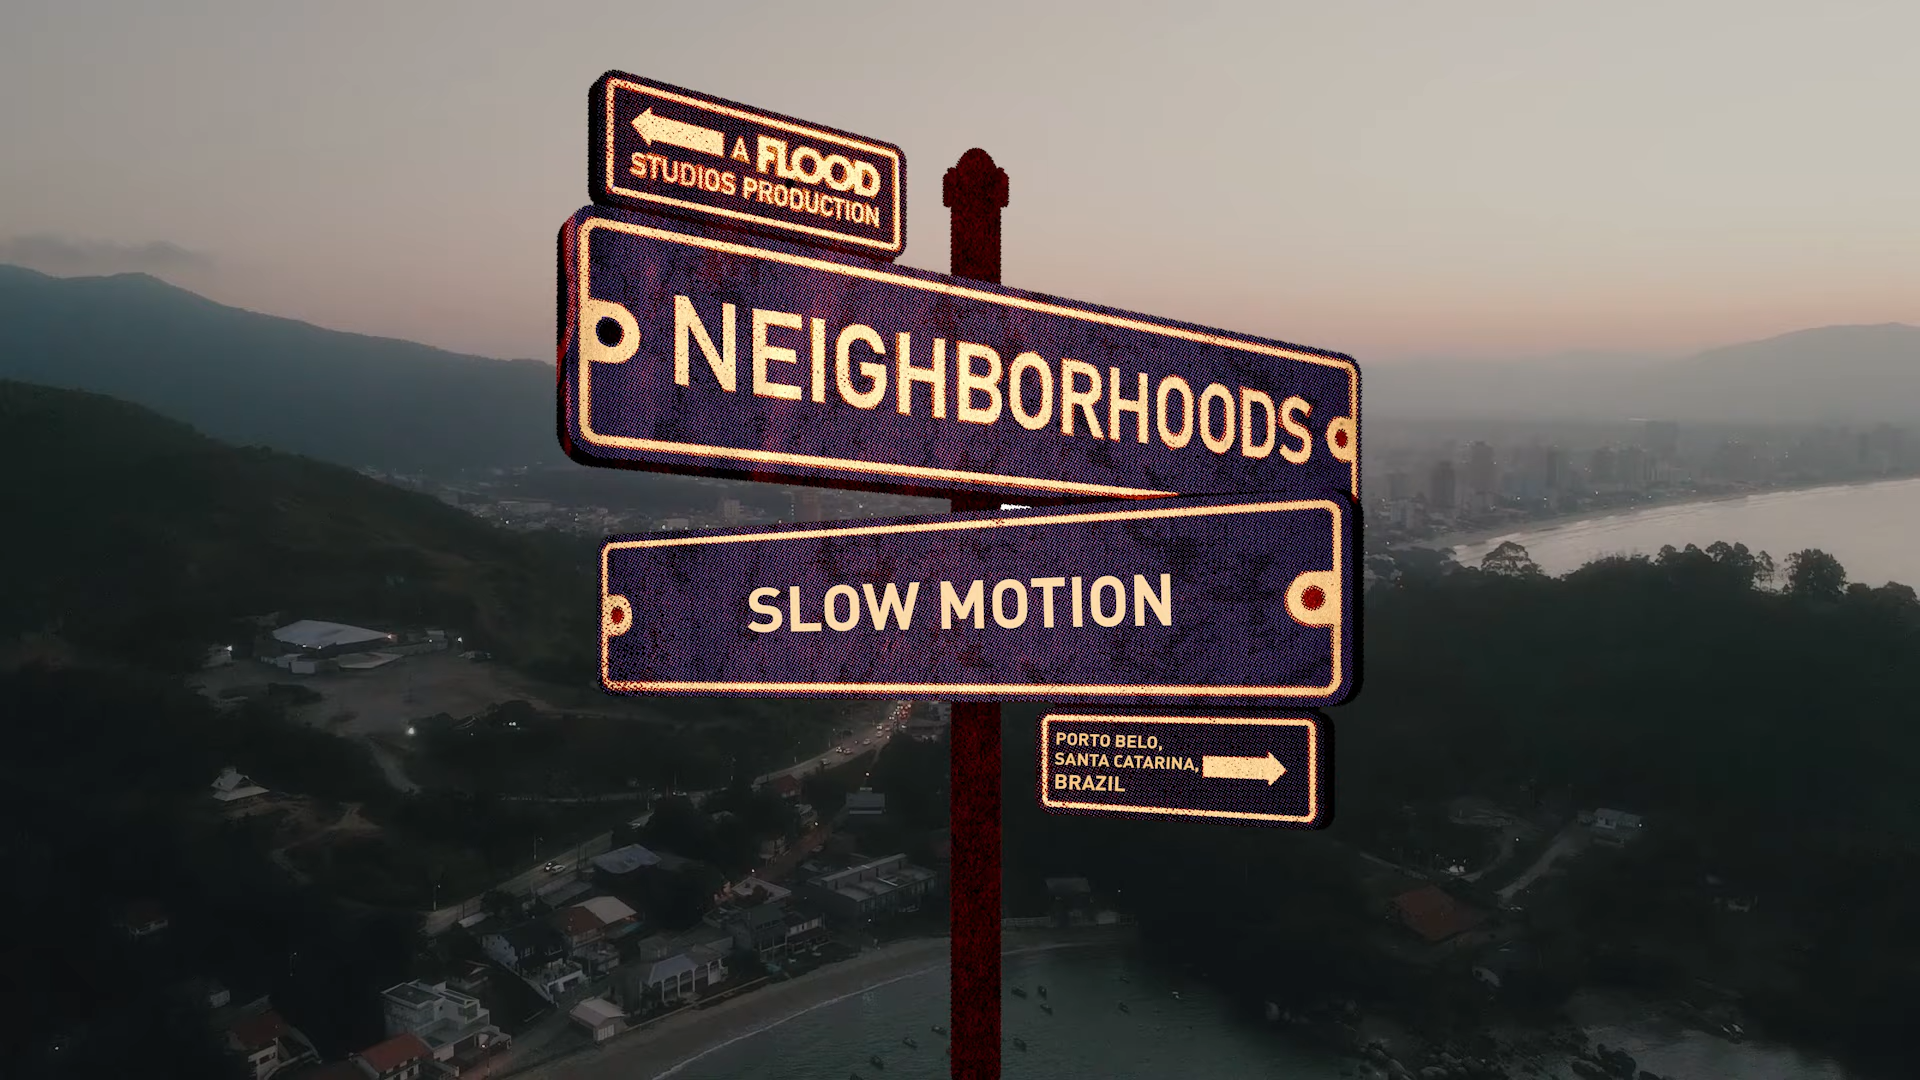 A FLOOD
STUDIOS PRODUCTION
NEIGHBORHOODS
SLOW MOTION
PORTO BELO,
SANTA CATARINA,
BRAZIL